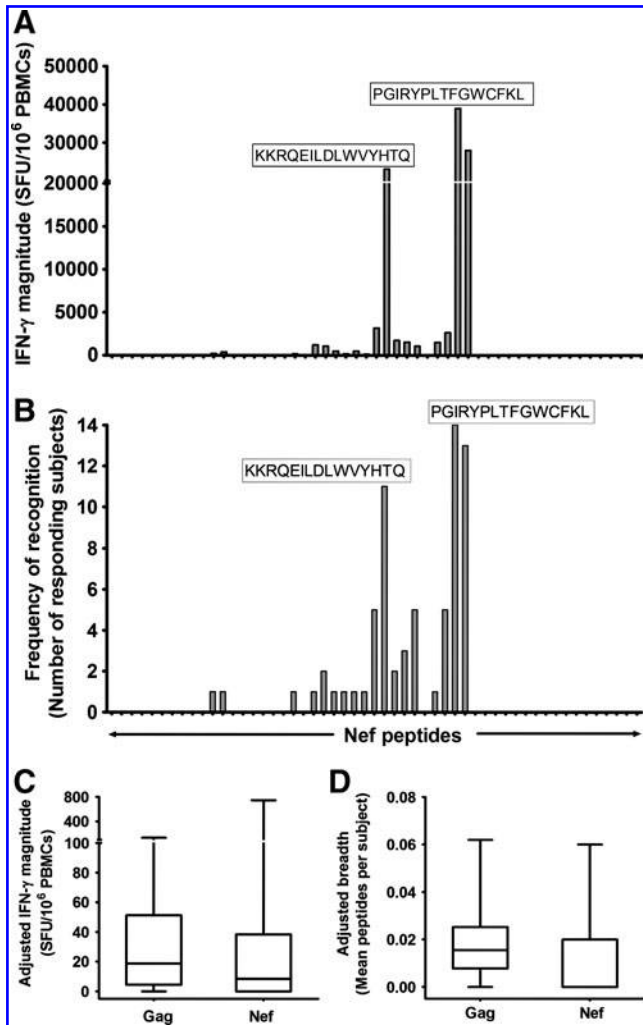 A
IFN-γ magnitude (SFU/10⁶ PBMCs)
50000
40000
30000
20000
15000
10000
5000
0
PGIRYPLTFGWCFKL
KKRQEILDLWVYHTQ
B
Frequency of recognition
(Number of responding subjects)
14
12
10
8
6
4
2
0
PGIRYPLTFGWCFKL
KKRQEILDLWVYHTQ
Nef peptides
C
Adjusted IFN-γ magnitude
(SFU/10⁶ PBMCs)
800
400
100
80
60
40
20
0
Gag
Nef
D
Adjusted breadth
(Mean peptides per subject)
0.08
0.06
0.04
0.02
0.00
Gag
Nef